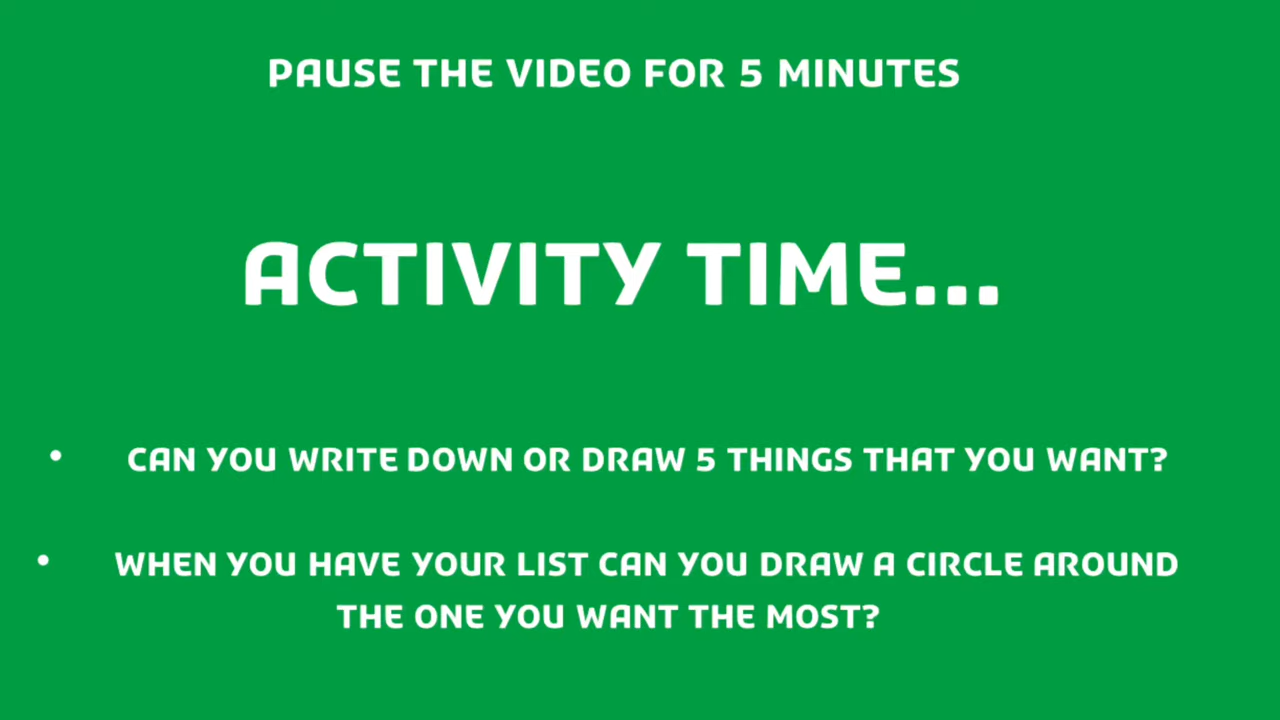 PAUSE THE VIDEO FOR 5 MINUTES
ACTIVITY TIME...
• CAN YOU WRITE DOWN OR DRAW 5 THINGS THAT YOU WANT?
• WHEN YOU HAVE YOUR LIST CAN YOU DRAW A CIRCLE AROUND
THE ONE YOU WANT THE MOST?